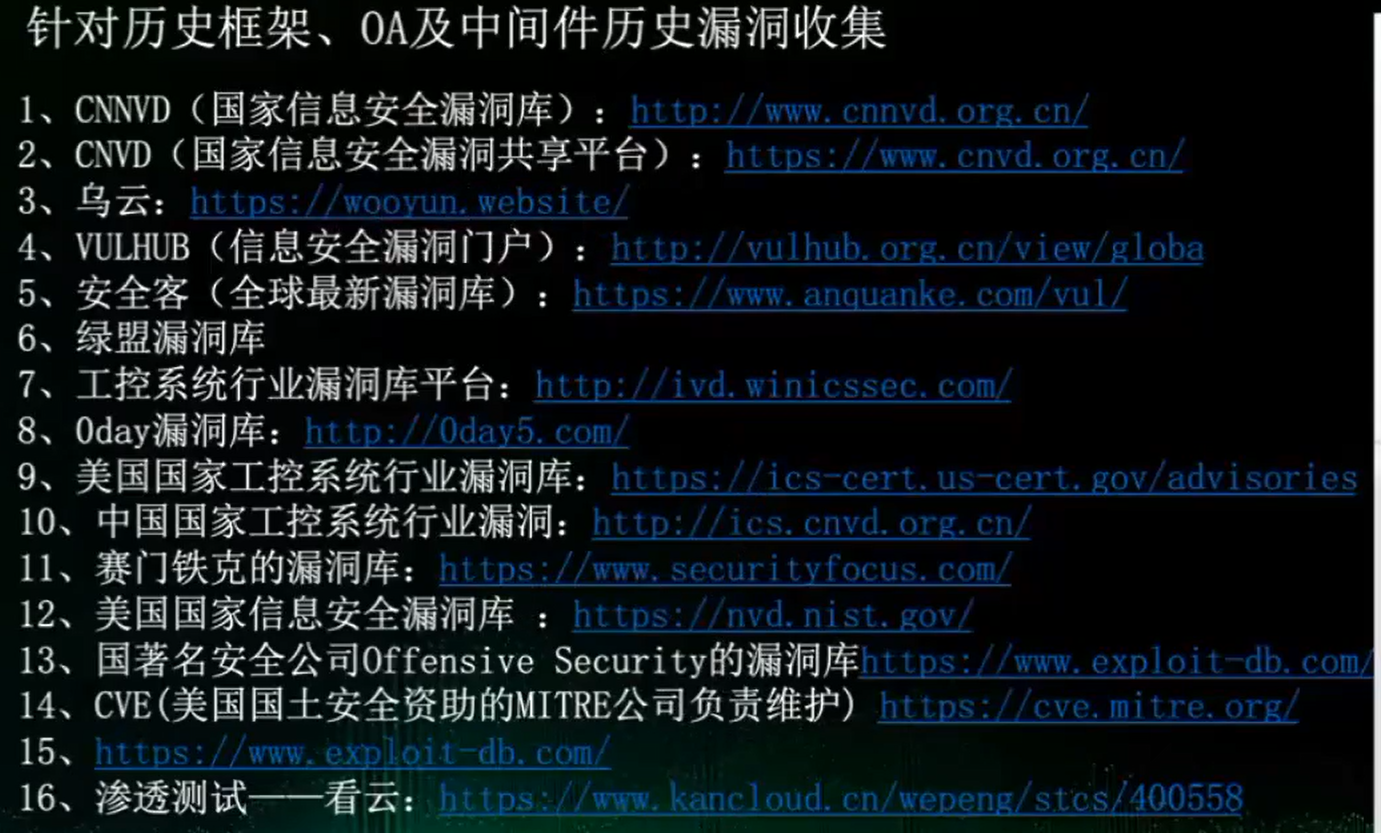 针对历史框架、OA及中间件历史漏洞收集
1、CNNVD（国家信息安全漏洞库）：http://www.cnnvd.org.cn/
2、CNVD（国家信息安全漏洞共享平台）：https://www.cnvd.org.cn/
3、乌云：https://wooyun.website/
4、VULHUB（信息安全漏洞门户）：http://vulhub.org.cn/view/globa
5、安全客（全球最新漏洞库）：https://www.anquanke.com/vul/
6、绿盟漏洞库
7、工控系统行业漏洞库平台：http://ivd.winicssec.com/
8、0day漏洞库：http://0day5.com/
9、美国国家工控系统行业漏洞库：https://ics-cert.us-cert.gov/advisories
10、中国国家工控系统行业漏洞：http://ics.cnvd.org.cn/
11、赛门铁克的漏洞库：https://www.securityfocus.com/
12、美国国家信息安全漏洞库 ：https://nvd.nist.gov/
13、国著名安全公司Offensive Security的漏洞库https://www.exploit-db.com/
14、CVE(美国国土安全资助的MITRE公司负责维护) https://cve.mitre.org/
15、https://www.exploit-db.com/
16、渗透测试——看云：https://www.kancloud.cn/wepeng/stcs/400558